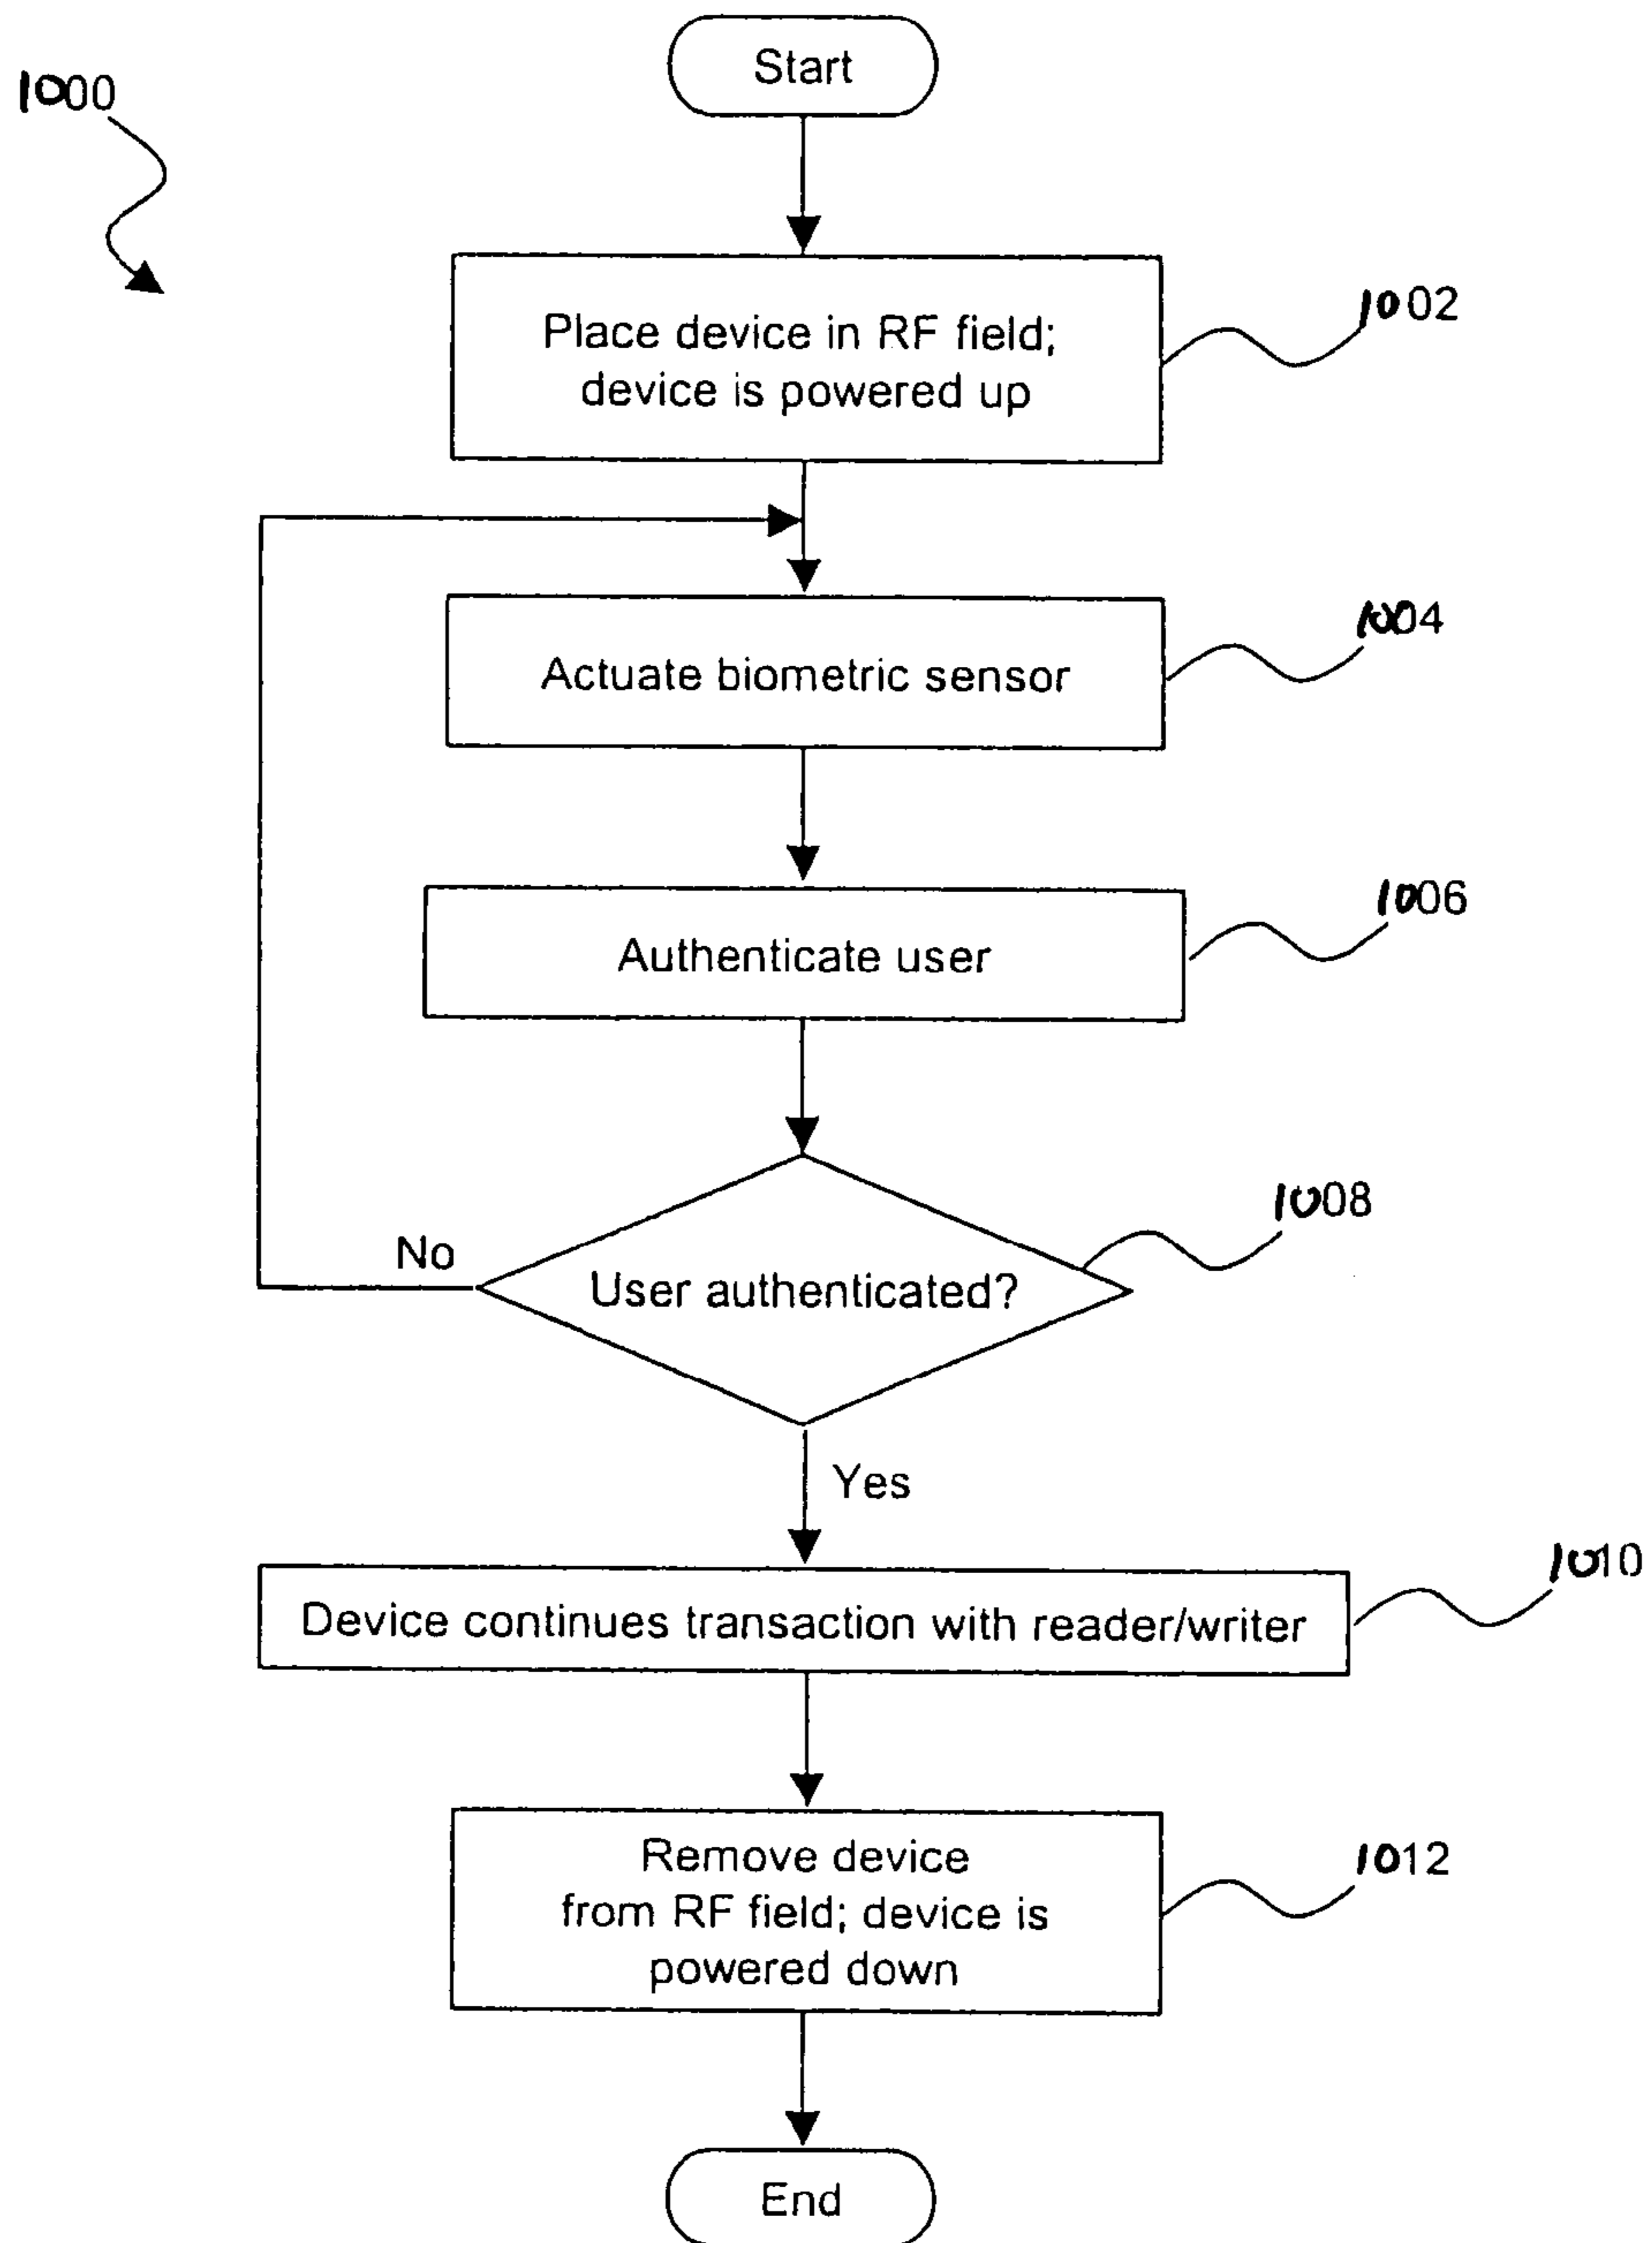 Start
1000
Place device in RF field;
device is powered up
1002
Actuate biometric sensor
1004
Authenticate user
1006
User authenticated?
1008
No
Yes
Device continues transaction with reader/writer
1010
Remove device
from RF field; device is
powered down
1012
End